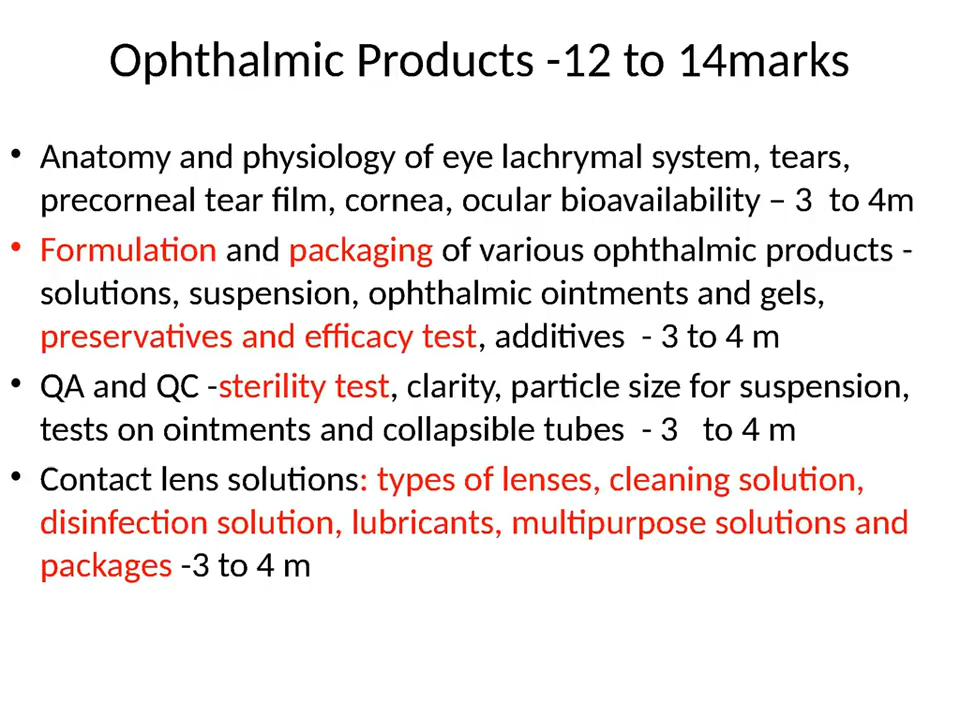 Ophthalmic Products -12 to 14marks
• Anatomy and physiology of eye lachrymal system, tears,
precorneal tear film, cornea, ocular bioavailability – 3  to 4m
• Formulation and packaging of various ophthalmic products -
solutions, suspension, ophthalmic ointments and gels,
preservatives and efficacy test, additives  - 3 to 4 m
• QA and QC -sterility test, clarity, particle size for suspension,
tests on ointments and collapsible tubes  - 3   to 4 m
• Contact lens solutions: types of lenses, cleaning solution,
disinfection solution, lubricants, multipurpose solutions and
packages -3 to 4 m